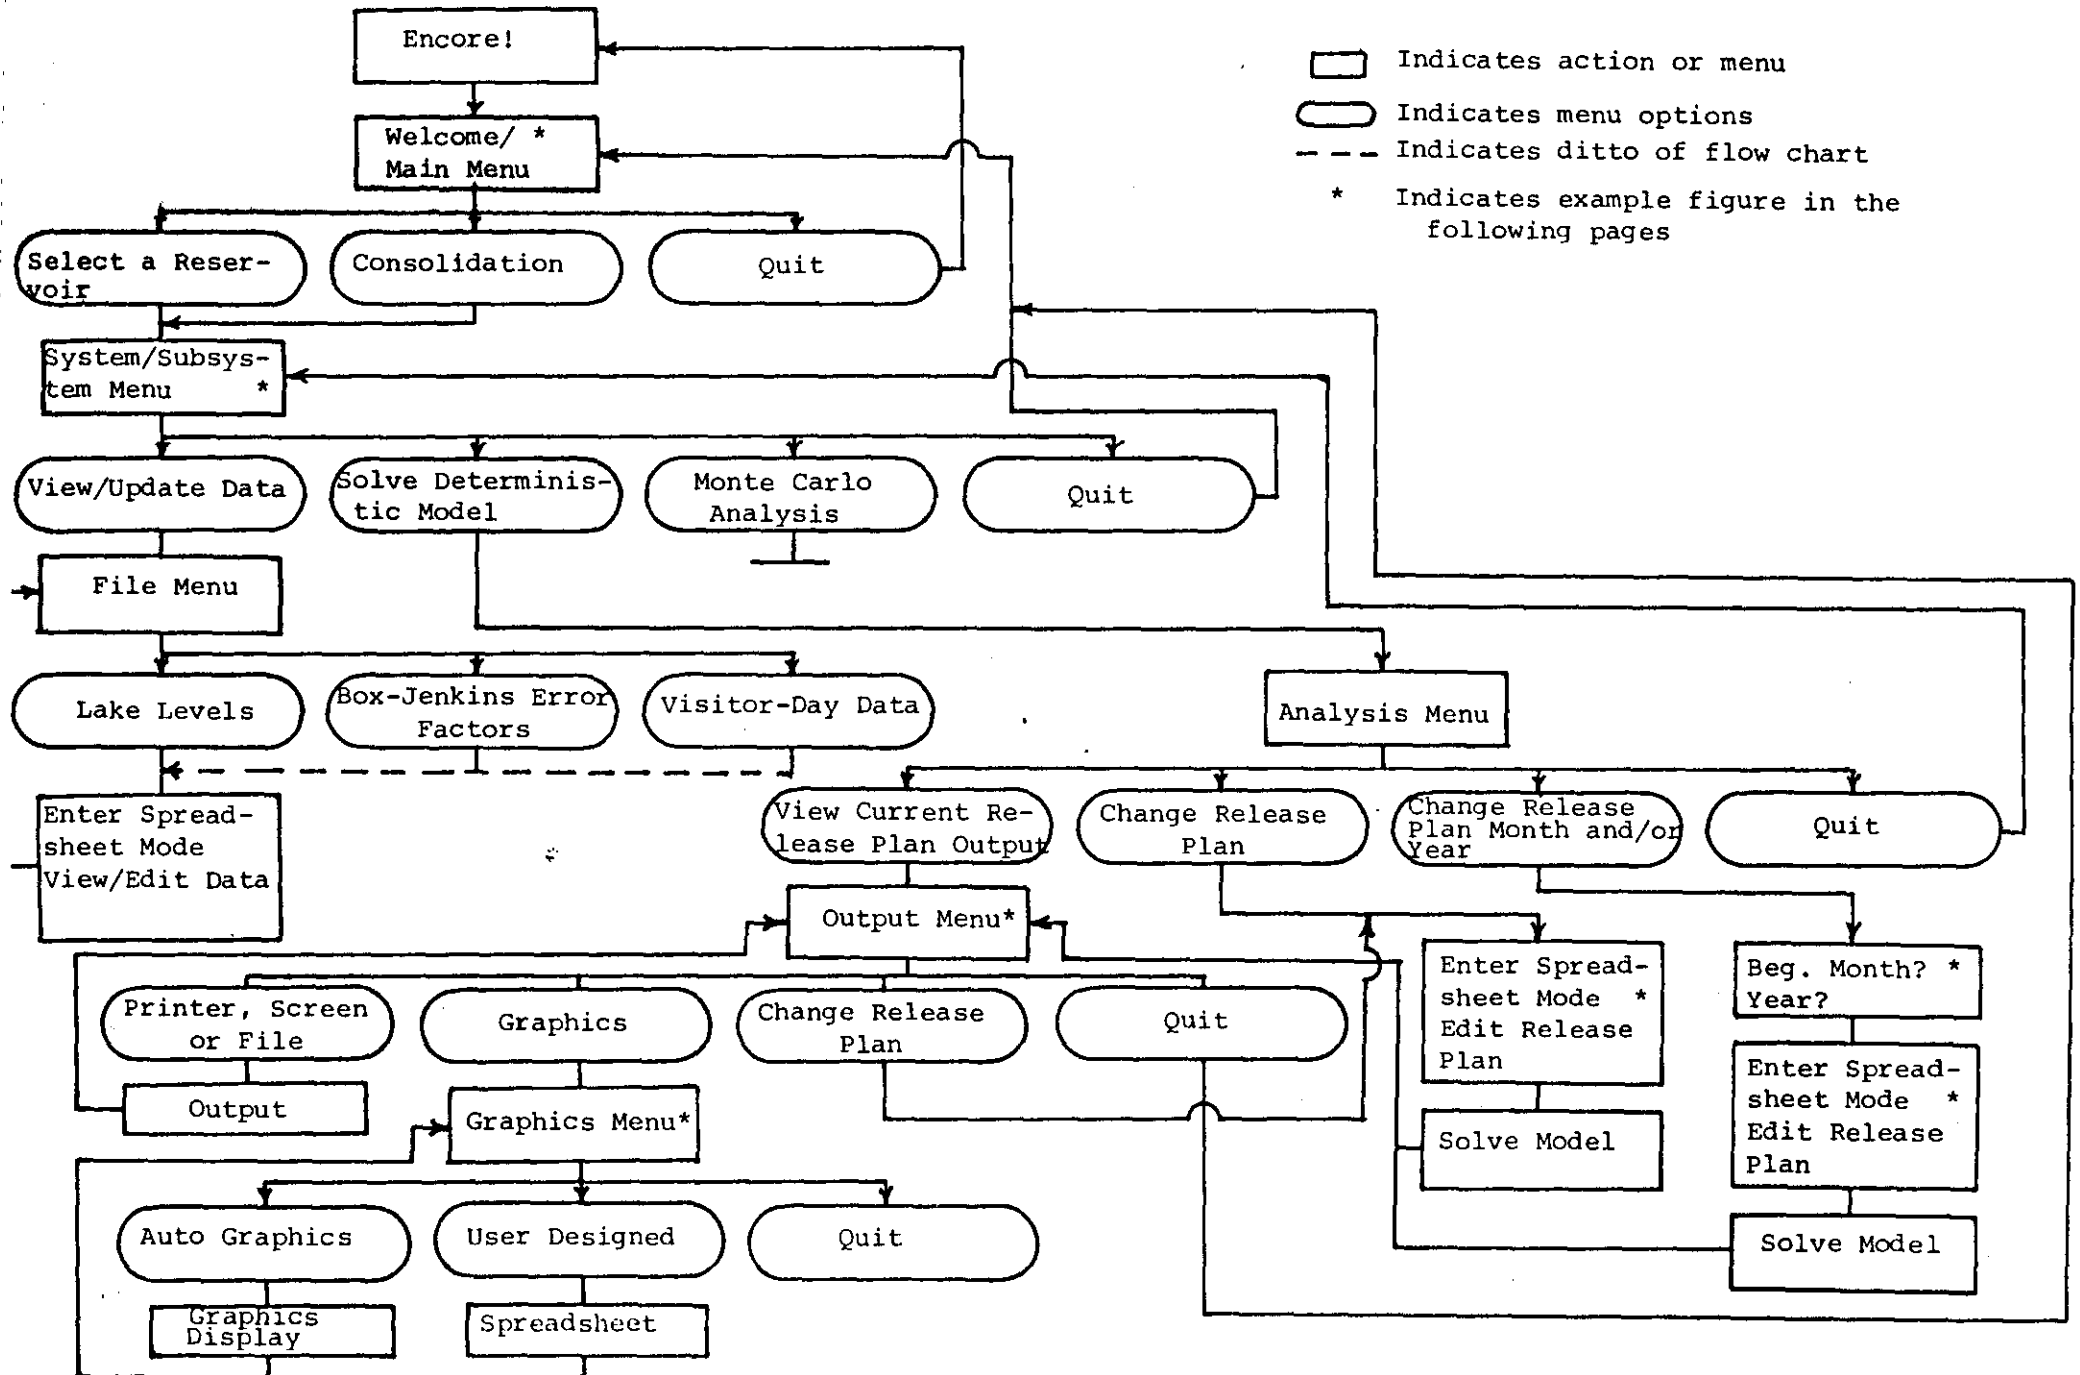 Encore!
Welcome/ *
Main Menu
Indicates action or menu
Indicates menu options
Indicates ditto of flow chart
* Indicates example figure in the
following pages
Select a Reser-
voir
Consolidation
Quit
System/Subsys-
tem Menu *
View/Update Data
Solve Determinis-
tic Model
Monte Carlo
Analysis
Quit
File Menu
Lake Levels
Box-Jenkins Error
Factors
Visitor-Day Data
Analysis Menu
Enter Spread-
sheet Mode
View/Edit Data
View Current Re-
lease Plan Output
Change Release
Plan
Change Release
Plan Month and/or
Year
Quit
Output Menu*
Printer, Screen
or File
Graphics
Change Release
Plan
Quit
Enter Spread-
sheet Mode *
Edit Release
Plan
Beg. Month? *
Year?
Output
Graphics Menu*
Solve Model
Enter Spread-
sheet Mode *
Edit Release
Plan
Auto Graphics
User Designed
Quit
Solve Model
Graphics
Display
Spreadsheet